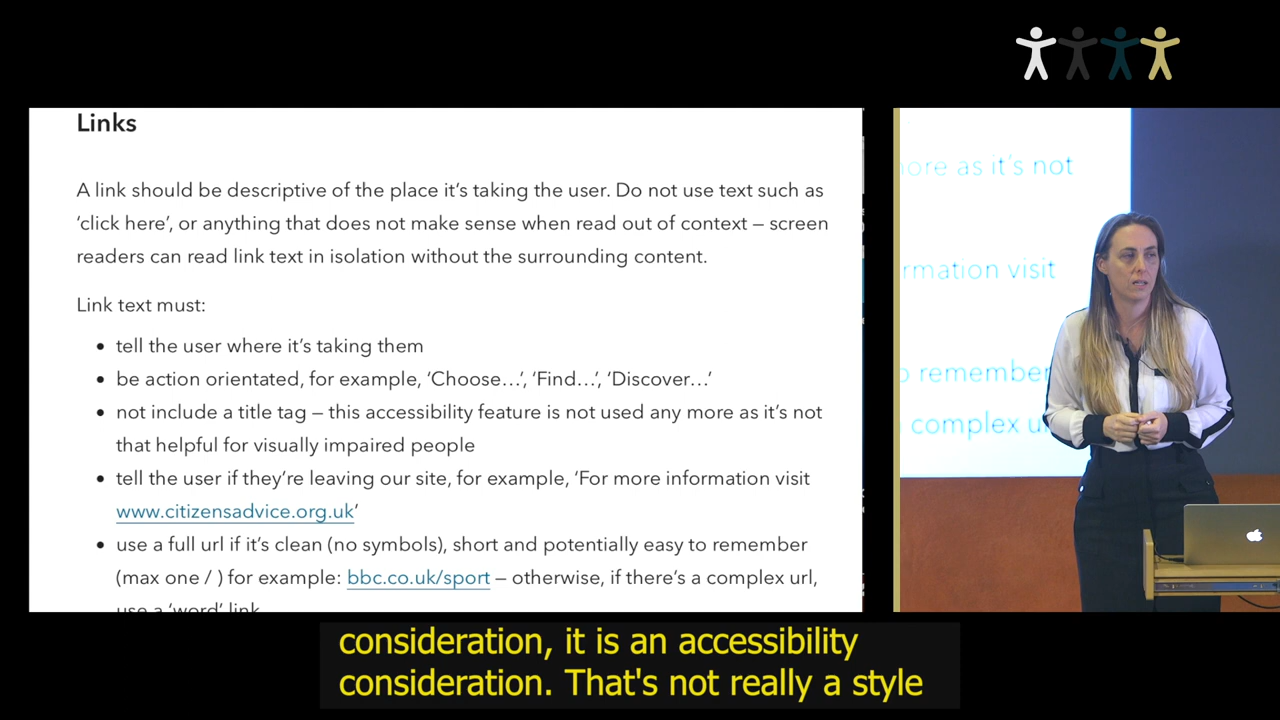 Links
A link should be descriptive of the place it’s taking the user. Do not use text such as
‘click here’, or anything that does not make sense when read out of context – screen
readers can read link text in isolation without the surrounding content.
Link text must:
• tell the user where it’s taking them
• be action orientated, for example, ‘Choose…’, ‘Find…’, ‘Discover…’
• not include a title tag – this accessibility feature is not used any more as it’s not
that helpful for visually impaired people
• tell the user if they’re leaving our site, for example, ‘For more information visit
www.citizensadvice.org.uk’
• use a full url if it’s clean (no symbols), short and potentially easy to remember
(max one / ) for example: bbc.co.uk/sport – otherwise, if there’s a complex url,
use a ‘word’ link
as it’s not
visit
remember
complex
consideration, it is an accessibility
consideration. That's not really a style